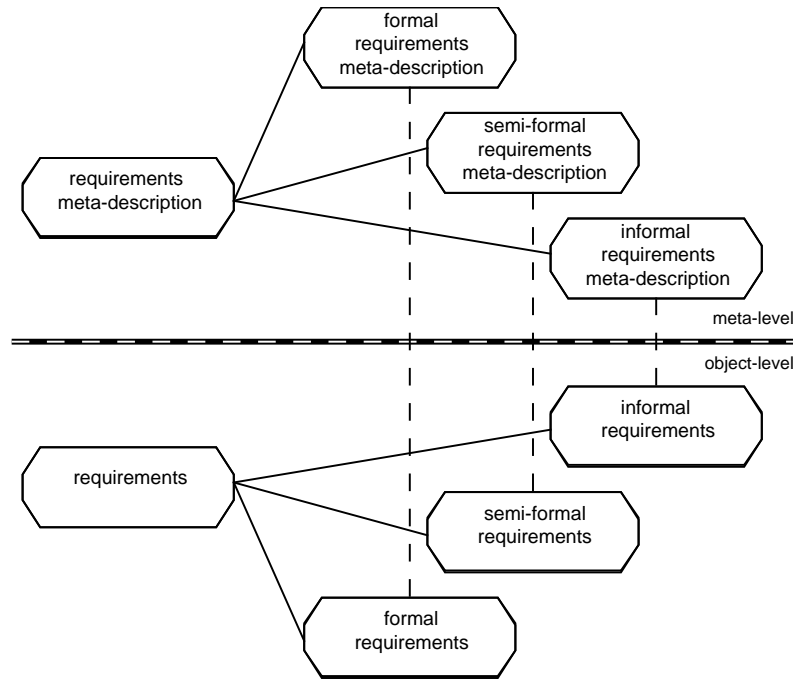 formal
requirements
meta-description
semi-formal
requirements
meta-description
requirements
meta-description
informal
requirements
meta-description
meta-level
object-level
informal
requirements
requirements
semi-formal
requirements
formal
requirements